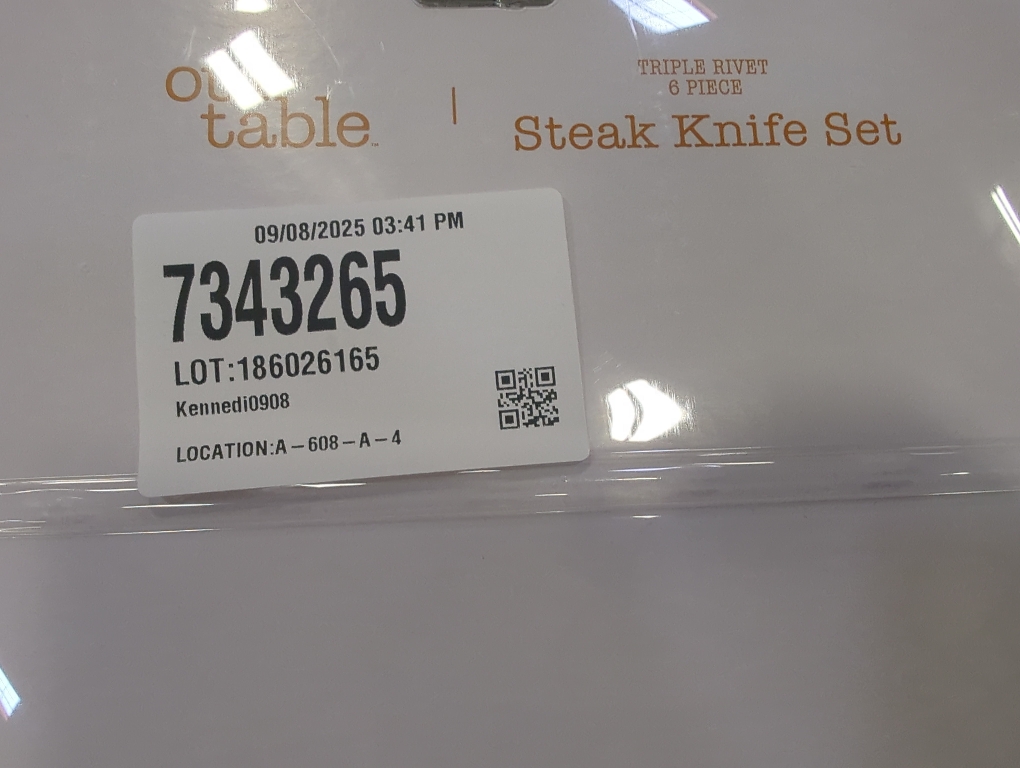 table™
TRIPLE RIVET
6 PIECE
Steak Knife Set
09/08/2025 03:41 PM
7343265
LOT:186026165
Kennedi0908
LOCATION:A-608-A-4